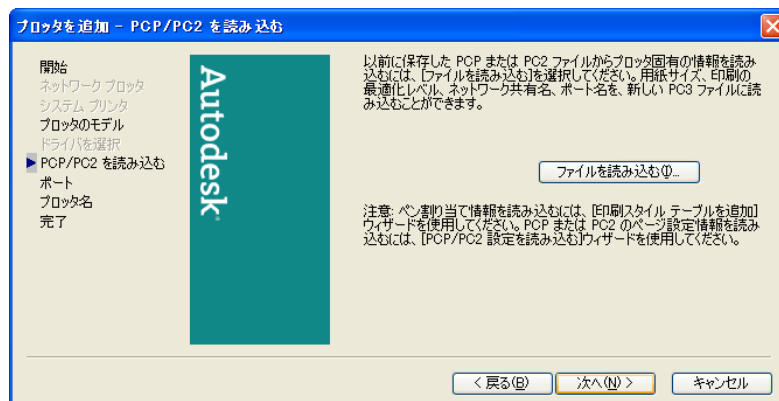 プロッタを追加 - PCP/PC2 を読み込む
開始
ネットワーク プロッタ
システム プリンタ
プロッタのモデル
ドライバを選択
PCP/PC2 を読み込む
ポート
プロッタ名
完了
Autodesk
以前に保存した PCP または PC2 ファイルからプロッタ固有の情報を読み
込むには、[ファイルを読み込む]を選択してください。用紙サイズ、印刷の
最適化レベル、ネットワーク共有名、ポート名を、新しい PC3 ファイルに読
み込むことができます。
ファイルを読み込む(I)...
注意: ペン割り当て情報を読み込むには、[印刷スタイル テーブルを追加]
ウィザードを使用してください。PCP または PC2 のページ設定情報を読み
込むには、[PCP/PC2 設定を読み込む]ウィザードを使用してください。
< 戻る(B)
次へ(N) >
キャンセル